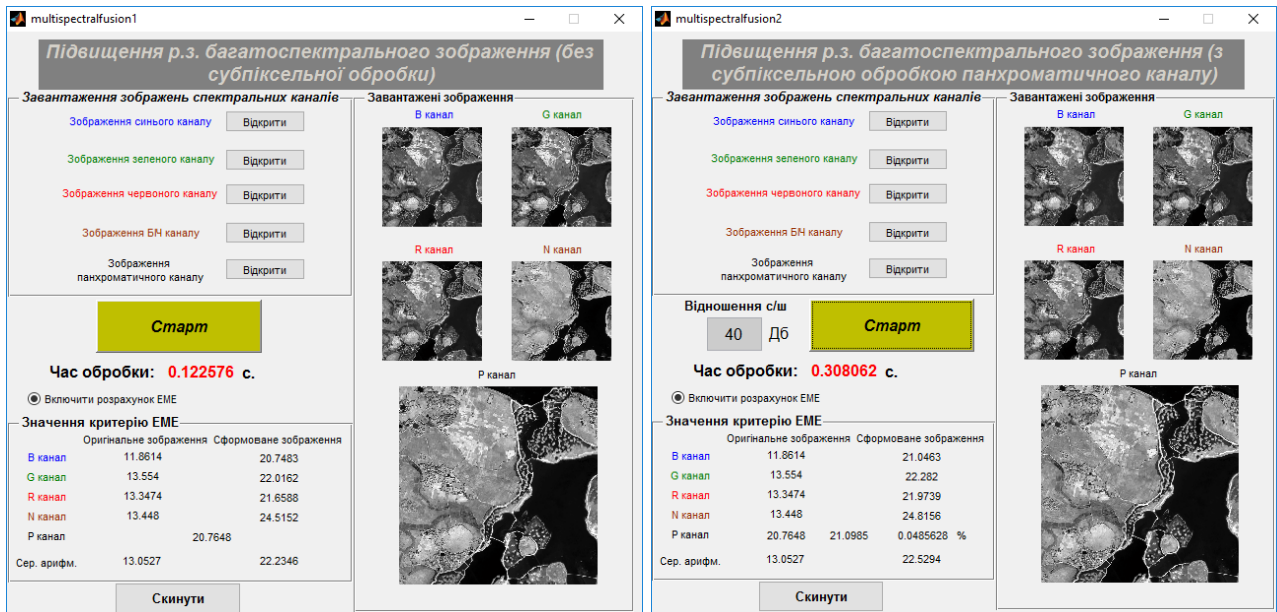 multispectralfusion1
Підвищення р.з. багатоспектрального зображення (без
субпіксельної обробки)
Завантаження зображень спектральних каналів
Зображення синього каналу Відкрити
Зображення зеленого каналу Відкрити
Зображення червоного каналу Відкрити
Зображення БІЧ каналу Відкрити
Зображення
панхроматичного каналу Відкрити
Завантажені зображення
B канал G канал
R канал N канал
P канал
Старт
Час обробки: 0.122576 с.
Включити розрахунок EME
Значення критерію EME
Оригінальне зображення Сформоване зображення
B канал 11.8614 20.7483
G канал 13.554 22.0162
R канал 13.3474 21.6588
N канал 13.448 24.5152
P канал 20.7648
Сер. арифм. 13.0527 22.2346
Скинути
multispectralfusion2
Підвищення р.з. багатоспектрального зображення (з
субпіксельною обробкою панхроматичного каналу)
Завантаження зображень спектральних каналів
Зображення синього каналу Відкрити
Зображення зеленого каналу Відкрити
Зображення червоного каналу Відкрити
Зображення БІЧ каналу Відкрити
Зображення
панхроматичного каналу Відкрити
Завантажені зображення
B канал G канал
R канал N канал
P канал
Відношення с/ш
40 Дб
Старт
Час обробки: 0.308062 с.
Включити розрахунок EME
Значення критерію EME
Оригінальне зображення Сформоване зображення
B канал 11.8614 21.0463
G канал 13.554 22.282
R канал 13.3474 21.9739
N канал 13.448 24.8156
P канал 20.7648 21.0985 0.0485628 %
Сер. арифм. 13.0527 22.5294
Скинути